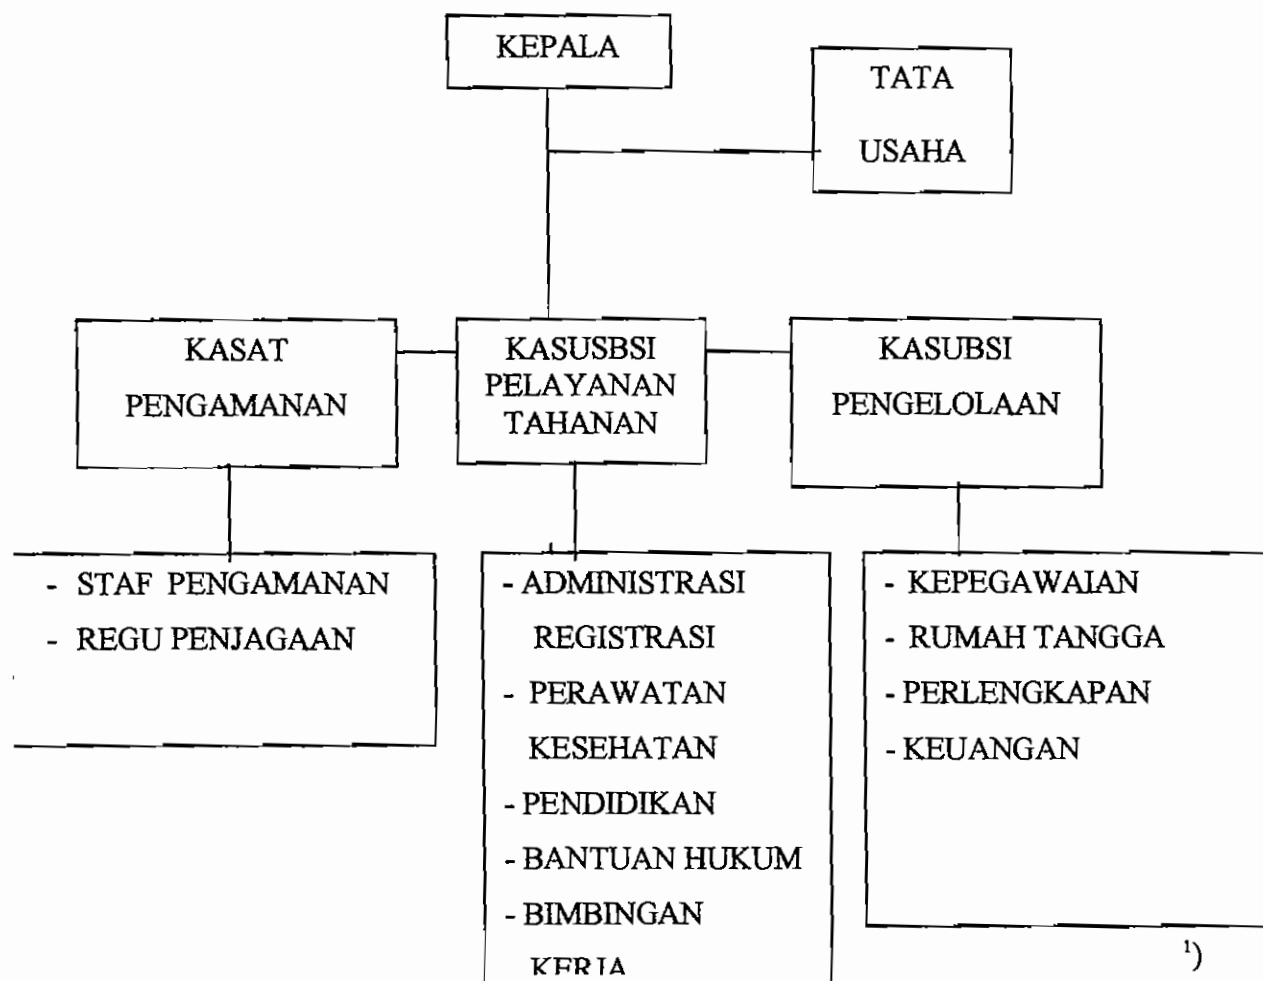 KEPALA
TATA
USAHA
KASAT
PENGAMANAN
KASUSBSI
PELAYANAN
TAHANAN
KASUBSI
PENGELOLAAN
- STAF PENGAMANAN
- REGU PENJAGAAN
- ADMINISTRASI
REGISTRASI
- PERAWATAN
KESEHATAN
- PENDIDIKAN
- BANTUAN HUKUM
- BIMBINGAN
KERJA
- KEPEGAWAIAN
- RUMAH TANGGA
- PERLENGKAPAN
- KEUANGAN
¹)